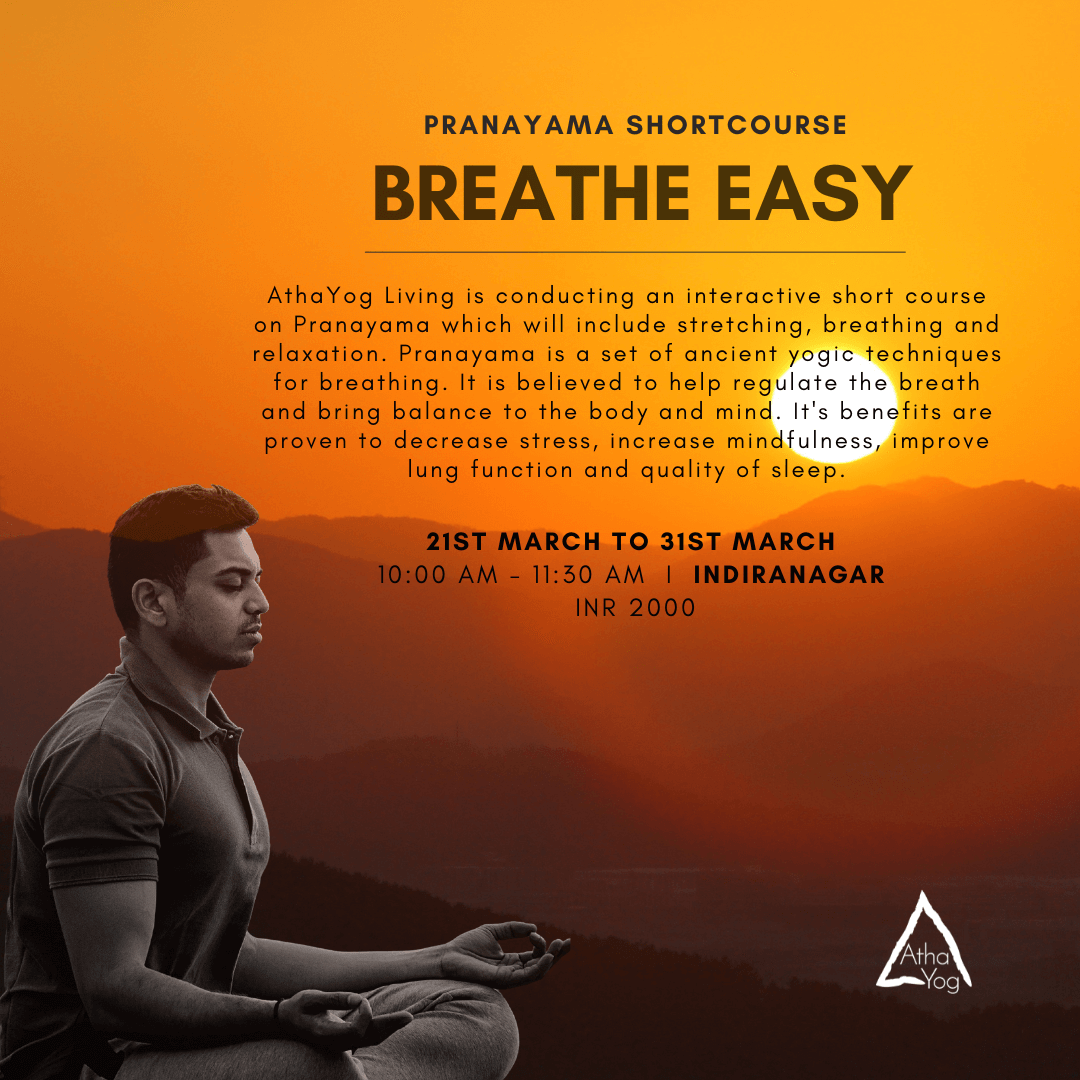 PRANAYAMA SHORTCOURSE
BREATHE EASY
AthaYog Living is conducting an interactive short course
on Pranayama which will include stretching, breathing and
relaxation. Pranayama is a set of ancient yogic techniques
for breathing. It is believed to help regulate the breath
and bring balance to the body and mind. It's benefits are
proven to decrease stress, increase mindfulness, improve
lung function and quality of sleep.
21ST MARCH TO 31ST MARCH
10:00 AM – 11:30 AM | INDIRANAGAR
INR 2000
Atha
Yog